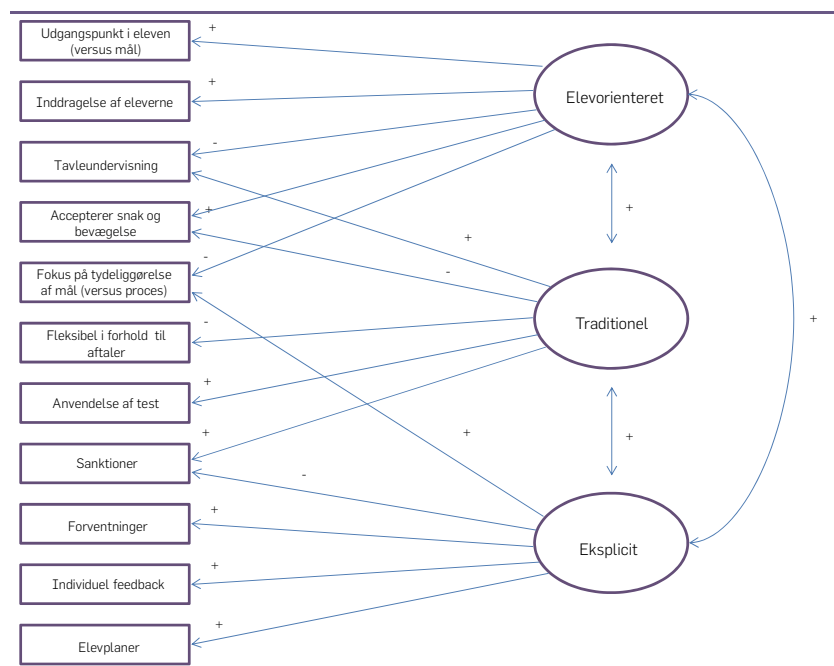 Udgangspunkt i eleven
(versus mål)
+
Inddragelse af eleverne
+
Tavleundervisning
-
Accepterer snak og
bevægelse
+
Fokus på tydeliggørelse
af mål (versus proces)
-
Fleksibel i forhold til
aftaler
-
Anvendelse af test
+
Sanktioner
+
Forventninger
+
Individuel feedback
+
Elevplaner
+
+
-
+
-
Elevorienteret
+
Traditionel
+
Eksplicit
+